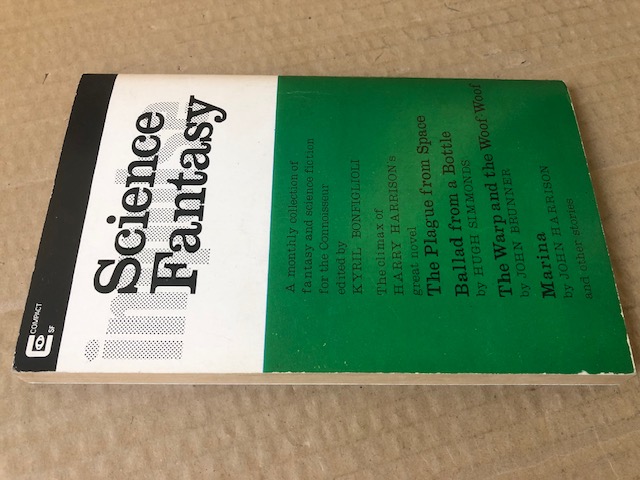 COMPACT
SF
impulse
Science
Fantasy
A monthly collection of
fantasy and science fiction
for the Connoisseur
edited by
KYRIL BONFIGLIOLI
The climax of
HARRY HARRISON's
great novel
The Plague from Space
Ballad from a Bottle
by HUGH SIMMONDS
The Warp and the Woof-Woof
by JOHN BRUNNER
Marina
by JOHN HARRISON
and other stories